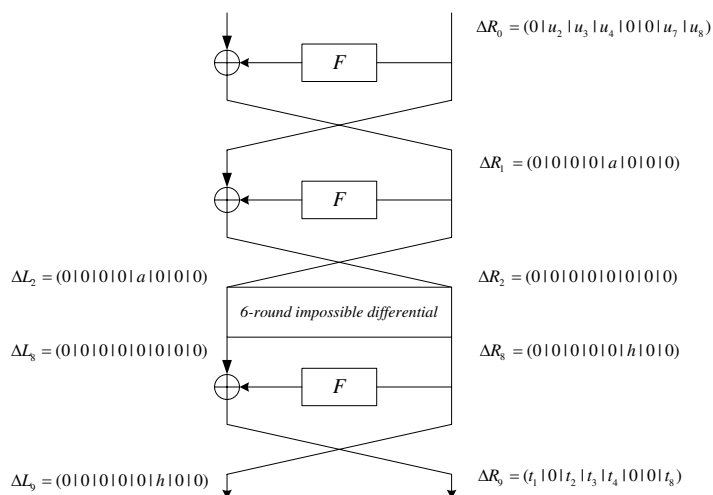 ΔR₀ = (0 | u₂ | u₃ | u₄ | 0 | 0 | u₇ | u₈)
F
ΔR₁ = (0 | 0 | 0 | 0 | a | 0 | 0 | 0)
F
ΔL₂ = (0 | 0 | 0 | 0 | a | 0 | 0 | 0)
ΔR₂ = (0 | 0 | 0 | 0 | 0 | 0 | 0 | 0)
6-round impossible differential
ΔL₈ = (0 | 0 | 0 | 0 | 0 | 0 | 0 | 0)
ΔR₈ = (0 | 0 | 0 | 0 | 0 | h | 0 | 0)
F
ΔL₉ = (0 | 0 | 0 | 0 | 0 | h | 0 | 0)
ΔR₉ = (t₁ | 0 | t₂ | t₃ | t₄ | 0 | 0 | t₈)